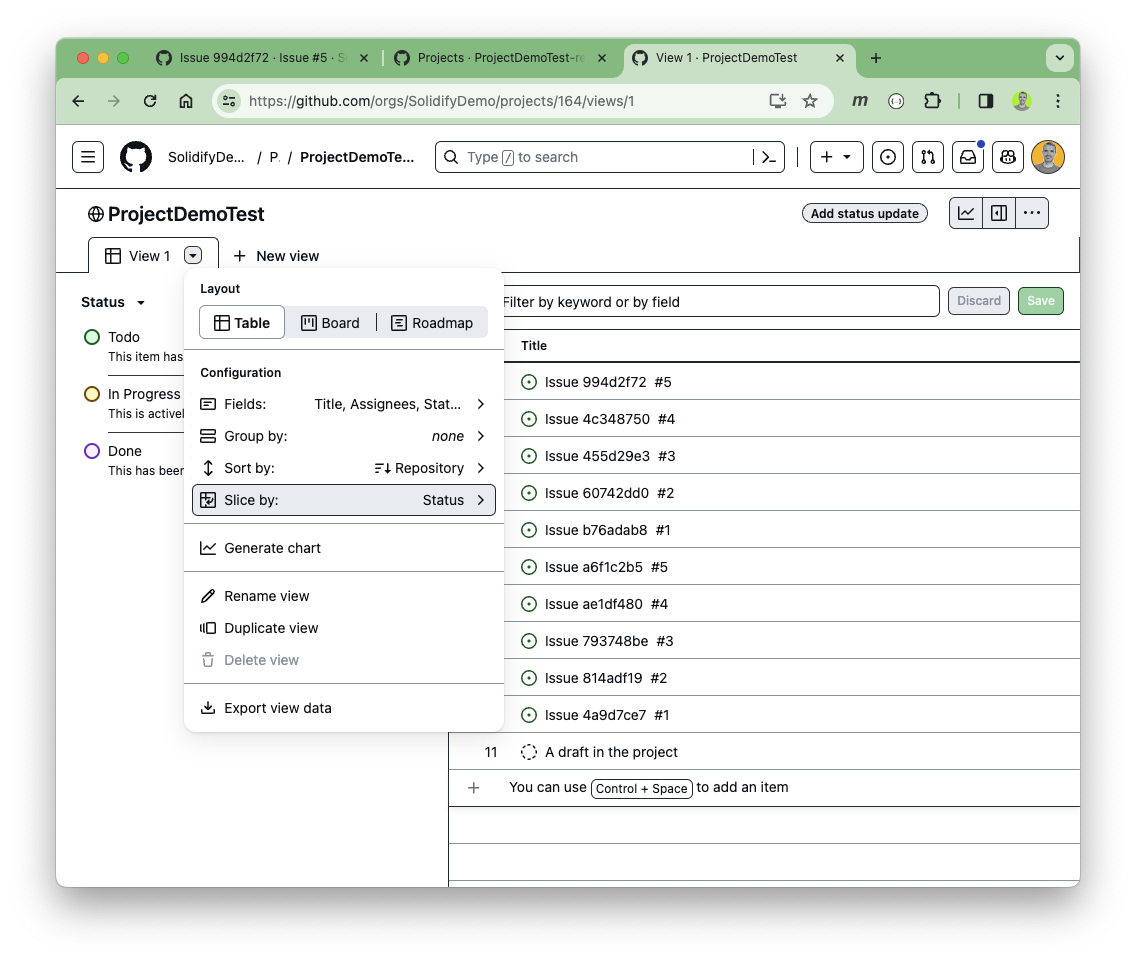 Issue 994d2f72 · Issue #5 · S
Projects · ProjectDemoTest-re
View 1 · ProjectDemoTest
https://github.com/orgs/SolidifyDemo/projects/164/views/1
SolidifyDe... / P. / ProjectDemoTe...
Type / to search
ProjectDemoTest
Add status update
View 1
New view
Status
Todo
This item has
In Progress
This is activel
Done
This has been
Layout
Table
Board
Roadmap
Configuration
Fields: Title, Assignees, Stat...
Group by: none
Sort by: Repository
Slice by: Status
Generate chart
Rename view
Duplicate view
Delete view
Export view data
Filter by keyword or by field
Discard
Save
Title
Issue 994d2f72 #5
Issue 4c348750 #4
Issue 455d29e3 #3
Issue 60742dd0 #2
Issue b76adab8 #1
Issue a6f1c2b5 #5
Issue ae1df480 #4
Issue 793748be #3
Issue 814adf19 #2
Issue 4a9d7ce7 #1
11 A draft in the project
You can use Control + Space to add an item